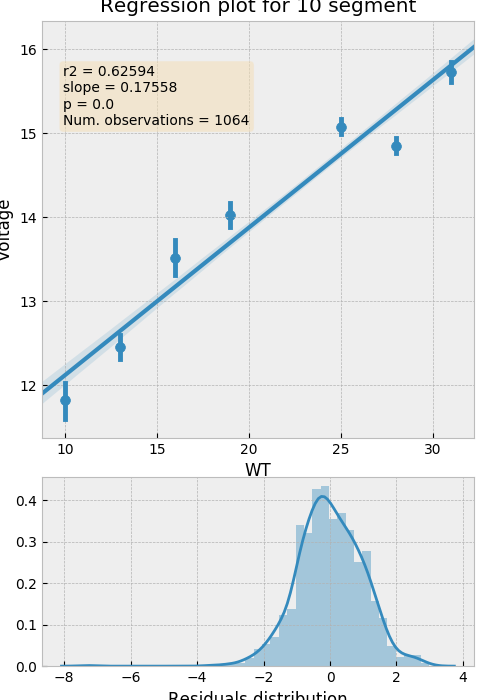 Regression plot for 10 segment
16
15
14
13
12
r2 = 0.62594
slope = 0.17558
p = 0.0
Num. observations = 1064
Voltage
10 15 20 25 30
WT
0.4
0.3
0.2
0.1
0.0
−8 −6 −4 −2 0 2 4
Residuals distribution